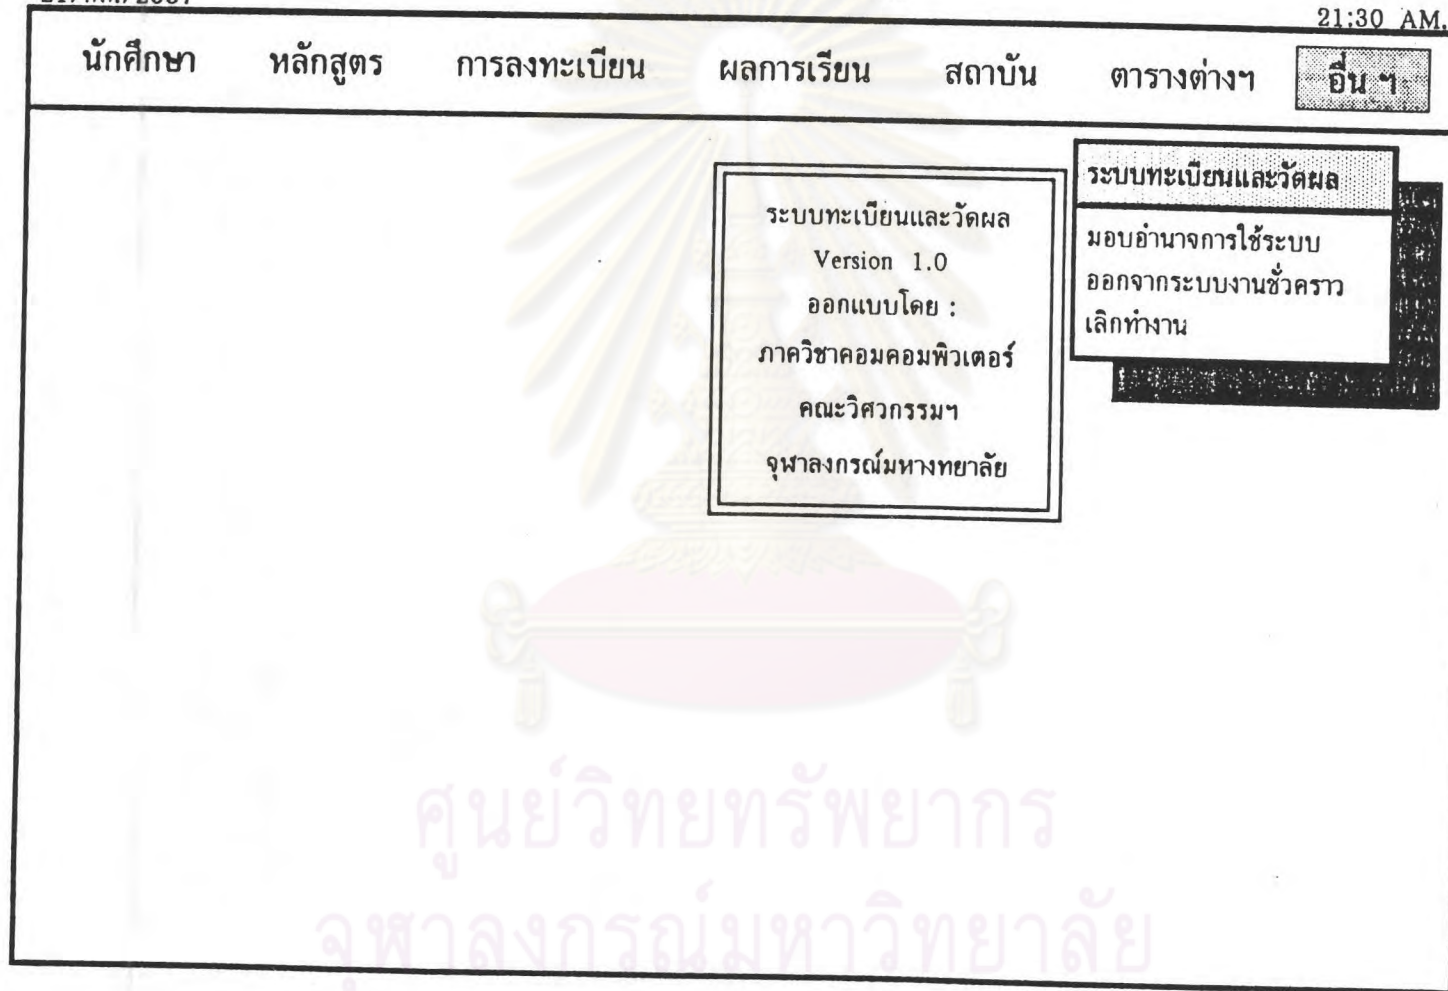 21:30 AM.
นักศึกษา หลักสูตร การลงทะเบียน ผลการเรียน สถาบัน ตารางต่างๆ อื่น ๆ
ระบบทะเบียนและวัดผล
Version 1.0
ออกแบบโดย :
ภาควิชาคอมคอมพิวเตอร์
คณะวิศวกรรมฯ
จุฬาลงกรณ์มหางทยาลัย
ระบบทะเบียนและวัดผล
มอบอำนาจการใช้ระบบ
ออกจากระบบงานชั่วคราว
เลิกทำงาน
ศูนย์วิทยทรัพยากร
จุฬาลงกรณ์มหาวิทยาลัย